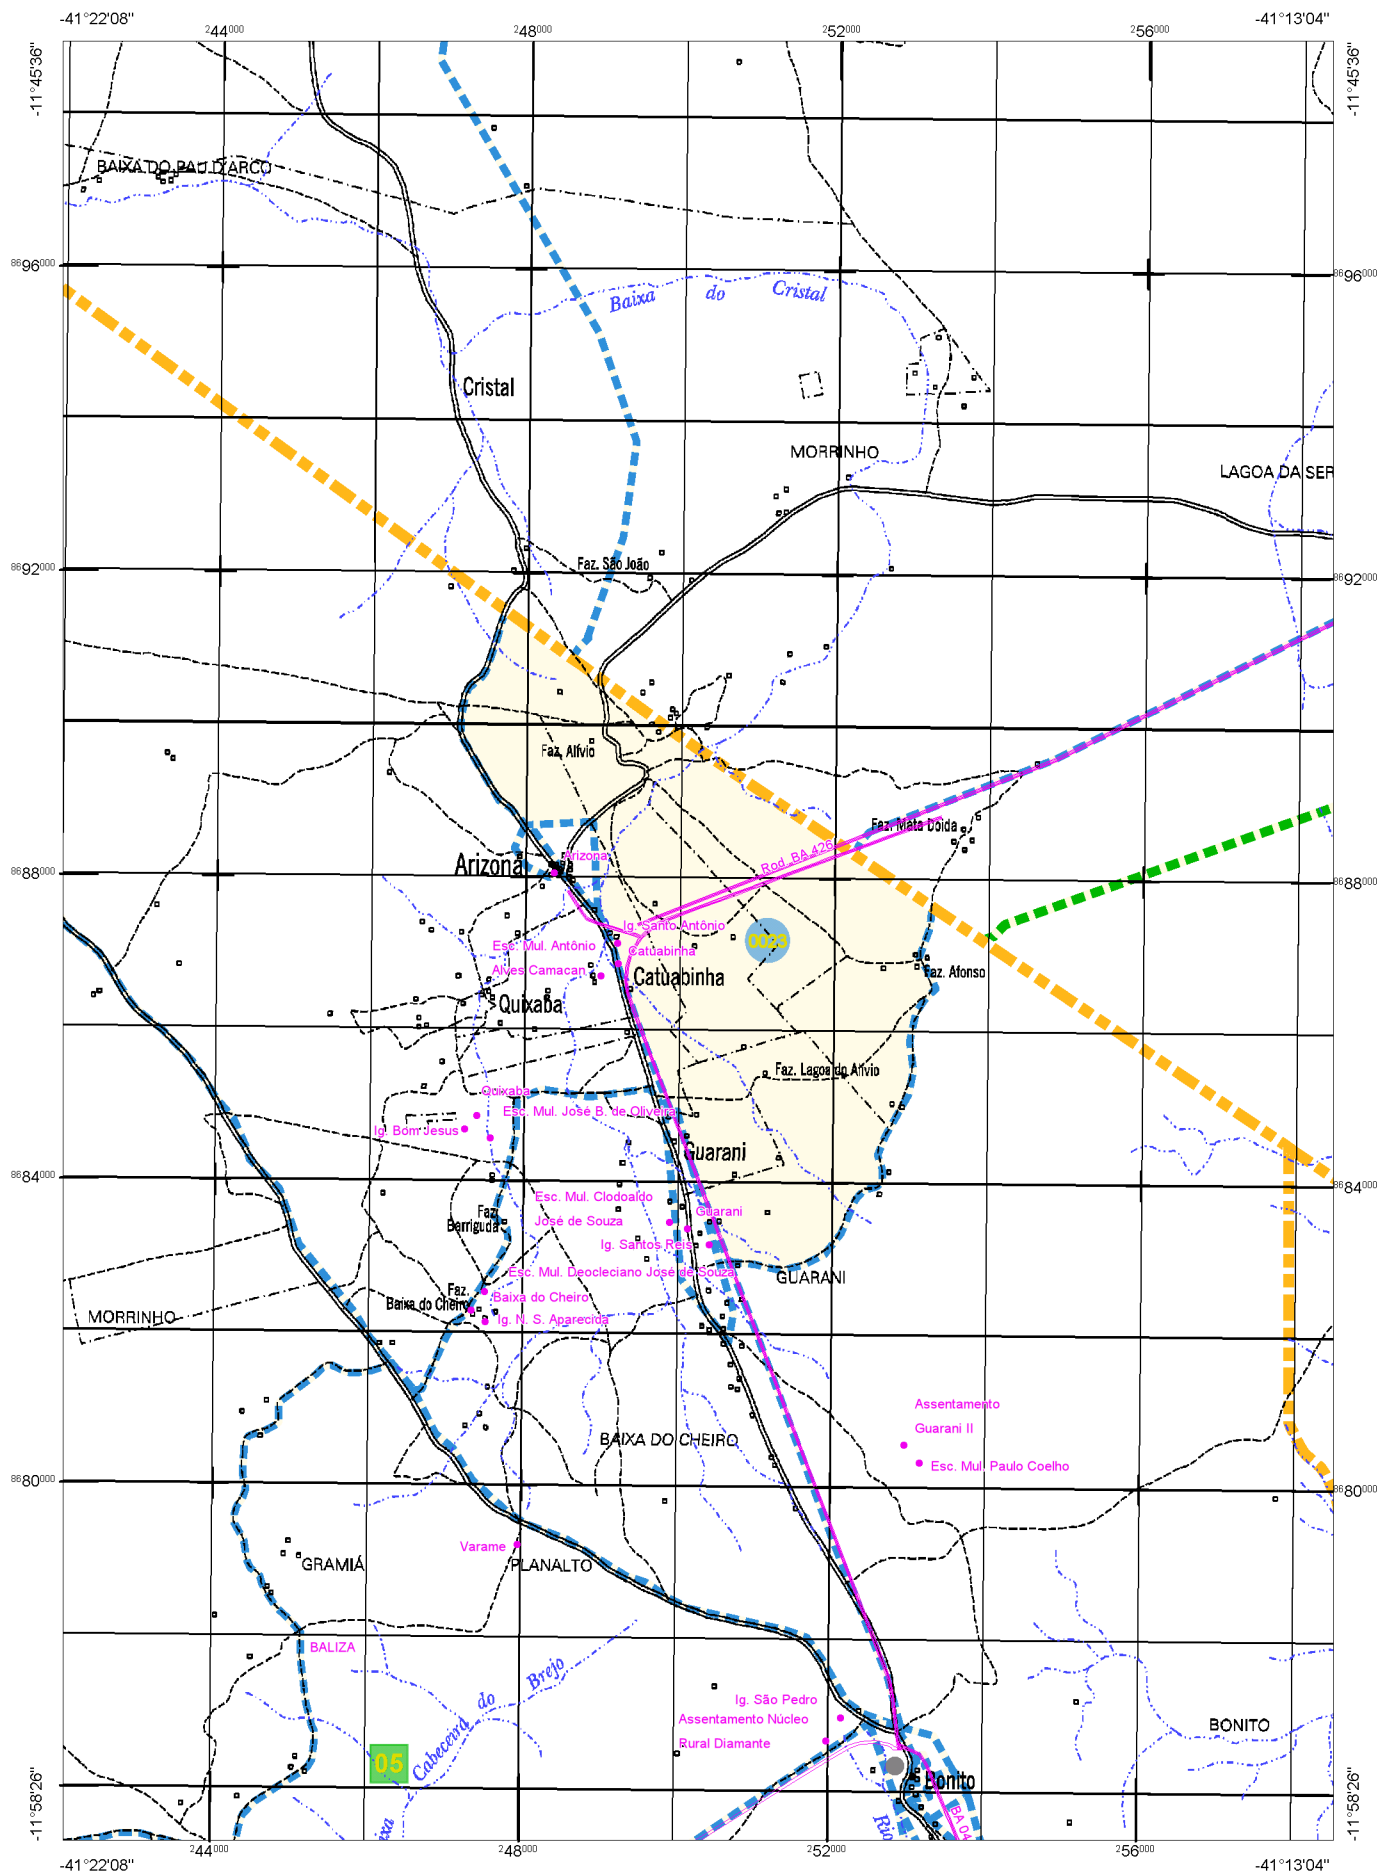 -41°22'08"
-41°13'04"
244000
248000
252000
256000
-11°45'36"
-11°45'36"
BAIXA DO PAU D'ARCO
8696000
8696000
Baixa do Cristal
Cristal
MORRINHO
LAGOA DA SER
Faz. São João
8692000
8692000
Faz. Alívio
Faz. Mata Doida
Arizona
Arizona
Rod. BA 426
8688000
8688000
Ig. Santo Antônio
0023
Esc. Mul. Antônio
Catuabinha
Alves Camacan
Catuabinha
Faz. Afonso
Quixaba
Faz. Lagoa do Alívio
Quixaba
Esc. Mul. José B. de Oliveira
Ig. Bom Jesus
Guarani
8684000
8684000
Esc. Mul. Clodoaldo
José de Souza
Guarani
Faz.
Barriguda
Ig. Santos Reis
Esc. Mul. Deocleciano José de Souza
GUARANI
Faz.
Baixa do Cheiro
Baixa do Cheiro
Ig. N. S. Aparecida
MORRINHO
Assentamento
Guarani II
BAIXA DO CHEIRO
Esc. Mul. Paulo Coelho
8680000
8680000
Varame
GRAMIÁ
PLANALTO
BALIZA
Cabeceira do Brejo
Ig. São Pedro
Assentamento Núcleo
Rural Diamante
BONITO
05
Bonito
Rio
BA 04
ixa
-11°58'26"
-11°58'26"
244000
248000
252000
256000
-41°22'08"
-41°13'04"